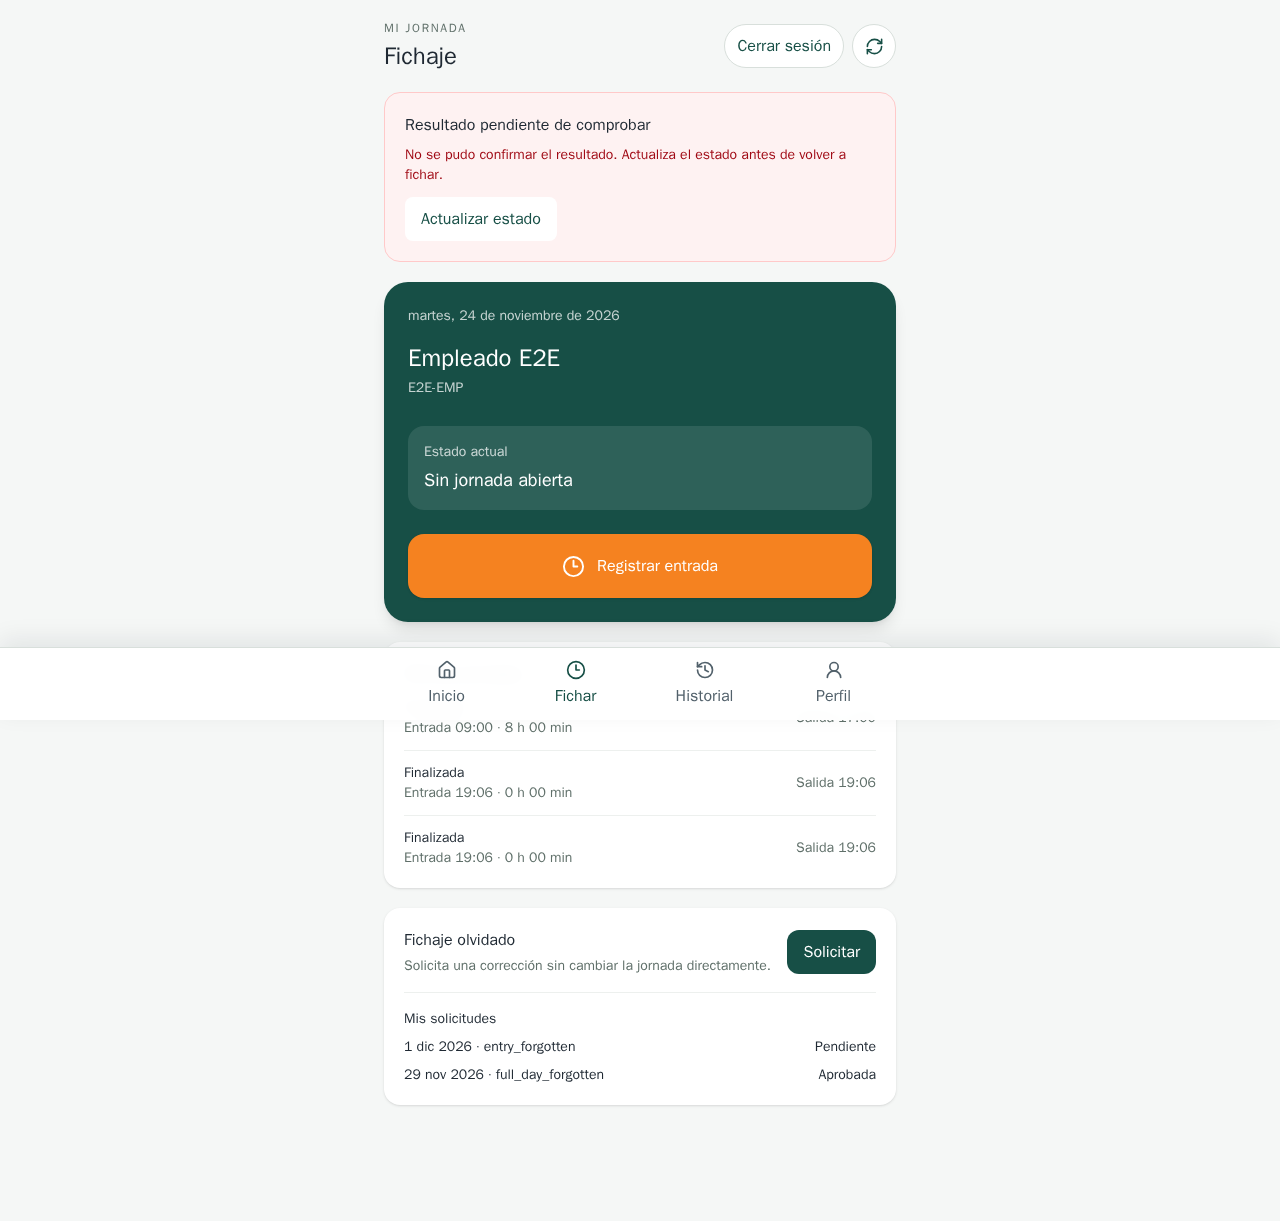 MI JORNADA
Fichaje
Cerrar sesión
Resultado pendiente de comprobar
No se pudo confirmar el resultado. Actualiza el estado antes de volver a
fichar.
Actualizar estado
martes, 24 de noviembre de 2026
Empleado E2E
E2E-EMP
Estado actual
Sin jornada abierta
Registrar entrada
Inicio
Fichar
Historial
Perfil
Entrada 09:00 · 8 h 00 min
Finalizada
Entrada 19:06 · 0 h 00 min
Salida 19:06
Finalizada
Entrada 19:06 · 0 h 00 min
Salida 19:06
Fichaje olvidado
Solicita una corrección sin cambiar la jornada directamente.
Solicitar
Mis solicitudes
1 dic 2026 · entry_forgotten
Pendiente
29 nov 2026 · full_day_forgotten
Aprobada